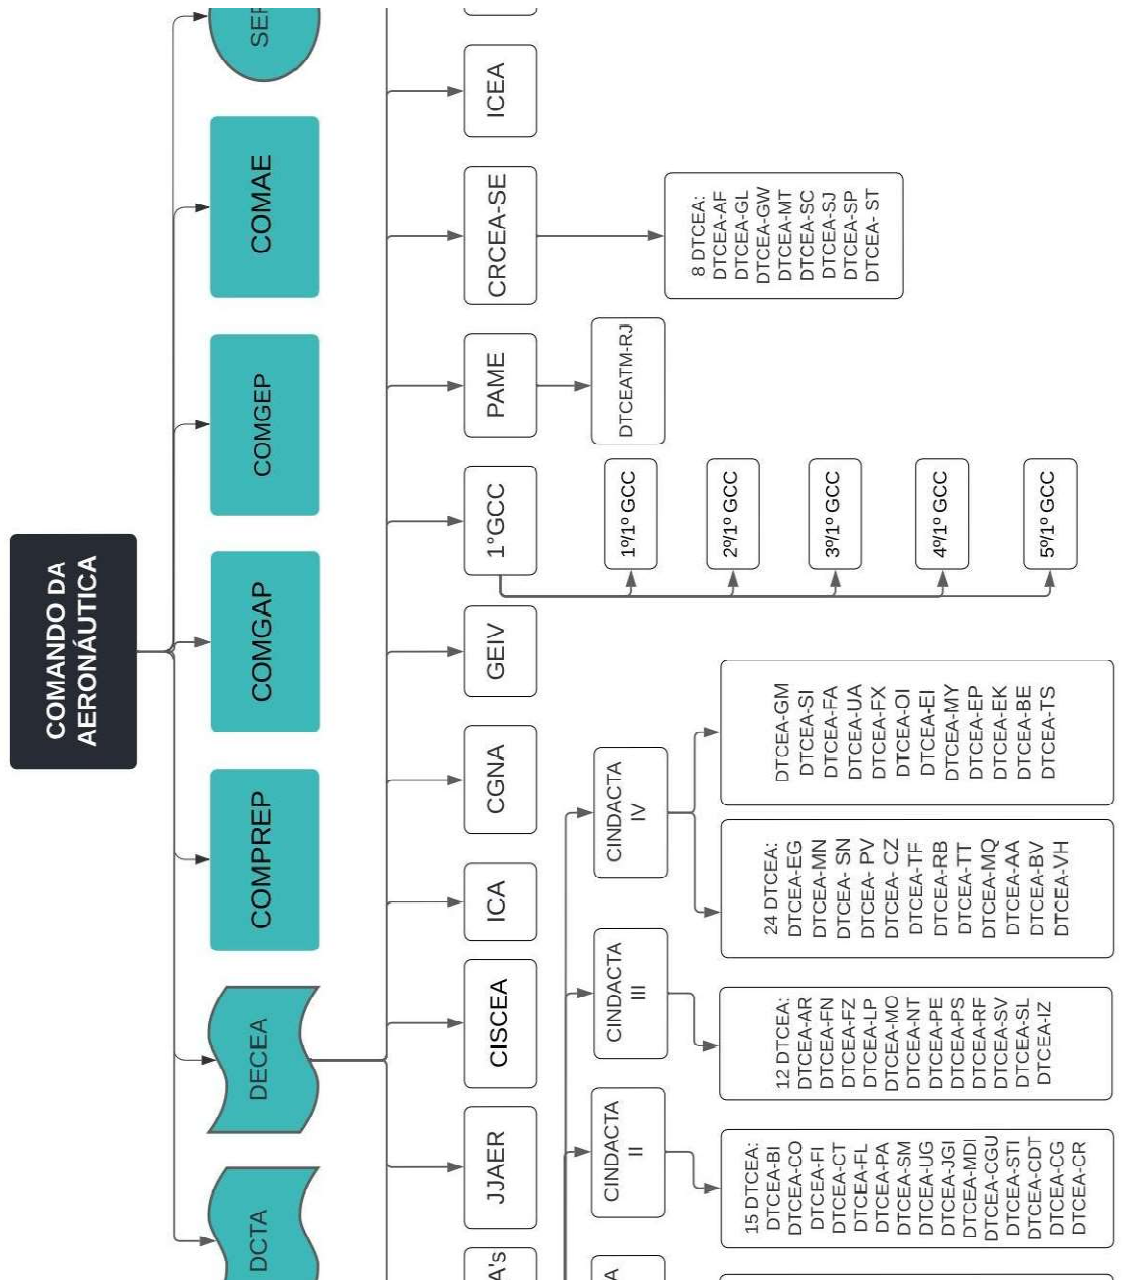 COMANDO DA
AERONÁUTICA
DCTA
DECEA
COMPREP
COMGAP
COMGEP
COMAE
A's
JJAER
CISCEA
ICA
CGNA
GEIV
1°GCC
PAME
CRCEA-SE
ICEA
CINDACTA
II
CINDACTA
III
CINDACTA
IV
1º/1º GCC
2º/1º GCC
3º/1º GCC
4º/1º GCC
5º/1º GCC
DTCEATM-RJ
8 DTCEA:
DTCEA-AF
DTCEA-GL
DTCEA-GW
DTCEA-MT
DTCEA-SC
DTCEA-SJ
DTCEA-SP
DTCEA- ST
15 DTCEA:
DTCEA-BI
DTCEA-CO
DTCEA-FI
DTCEA-CT
DTCEA-FL
DTCEA-PA
DTCEA-SM
DTCEA-UG
DTCEA-JGI
DTCEA-MDI
DTCEA-CGU
DTCEA-STI
DTCEA-CDT
DTCEA-CG
DTCEA-CR
12 DTCEA:
DTCEA-AR
DTCEA-FN
DTCEA-FZ
DTCEA-LP
DTCEA-MO
DTCEA-NT
DTCEA-PE
DTCEA-PS
DTCEA-RF
DTCEA-SV
DTCEA-SL
DTCEA-IZ
24 DTCEA:
DTCEA-EG
DTCEA-MN
DTCEA- SN
DTCEA- PV
DTCEA- CZ
DTCEA-TF
DTCEA-RB
DTCEA-TT
DTCEA-MQ
DTCEA-AA
DTCEA-BV
DTCEA-VH
DTCEA-GM
DTCEA-SI
DTCEA-FA
DTCEA-UA
DTCEA-FX
DTCEA-OI
DTCEA-EI
DTCEA-MY
DTCEA-EP
DTCEA-EK
DTCEA-BE
DTCEA-TS